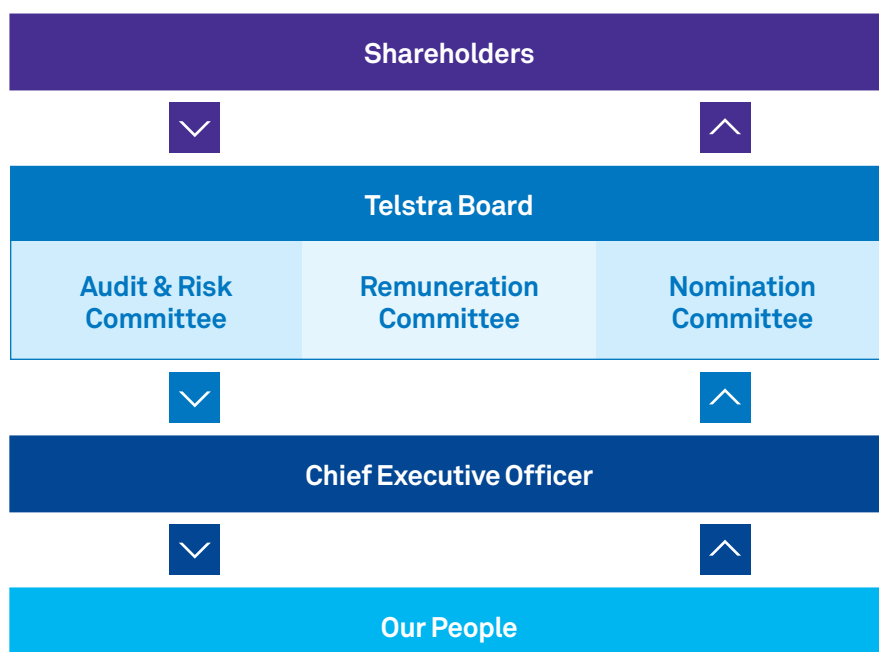 Shareholders
Telstra Board
Audit & Risk
Committee
Remuneration
Committee
Nomination
Committee
Chief Executive Officer
Our People